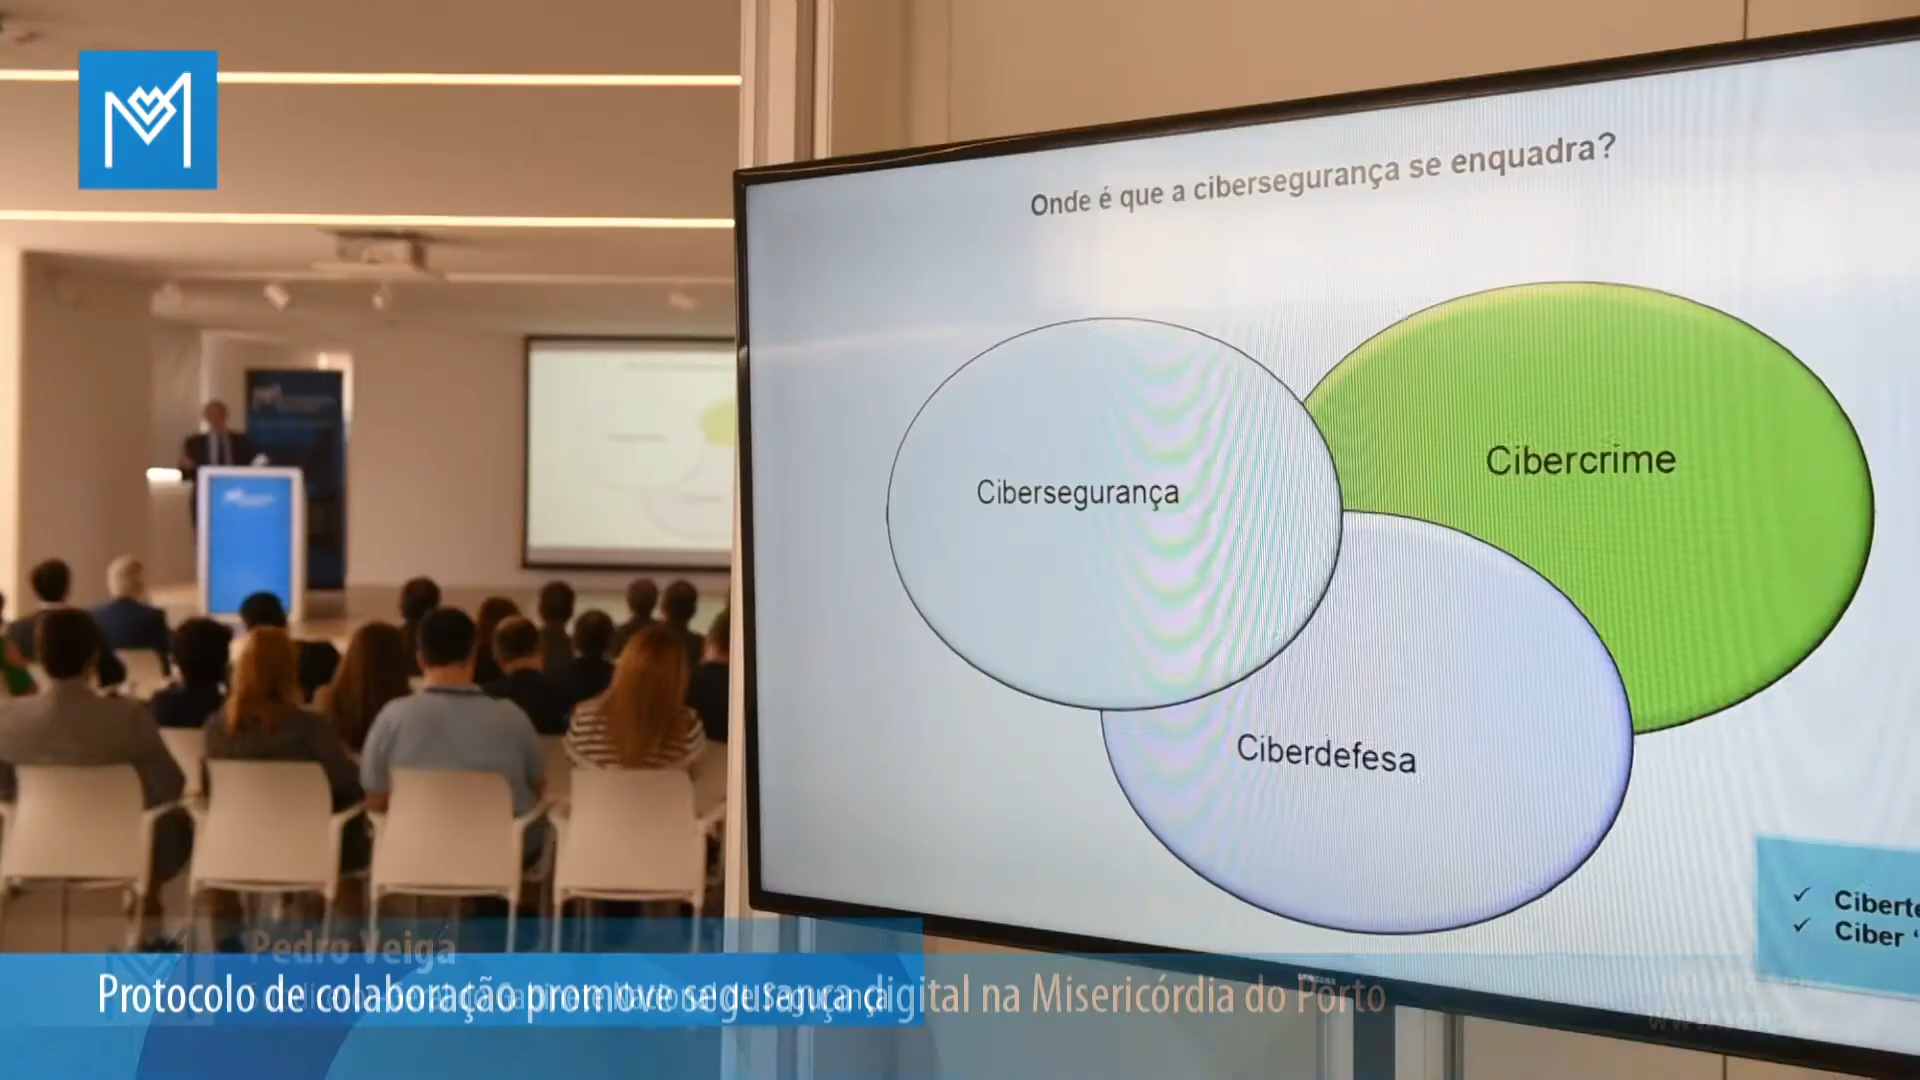 Onde é que a cibersegurança se enquadra?
Cibersegurança
Cibercrime
Ciberdefesa
Ciberte
Ciber
Pedro Veiga
Protocolo de colaboração promove segurança digital na Misericórdia do Porto